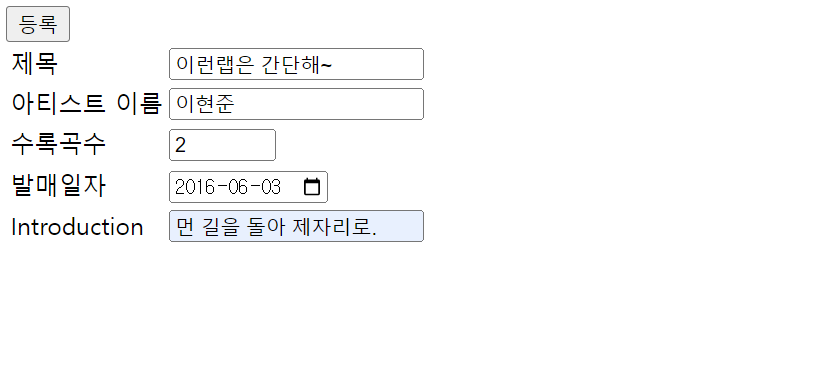 등록
제목 이런랩은 간단해~
아티스트 이름 이현준
수록곡수 2
발매일자 2016-06-03
Introduction 먼 길을 돌아 제자리로.